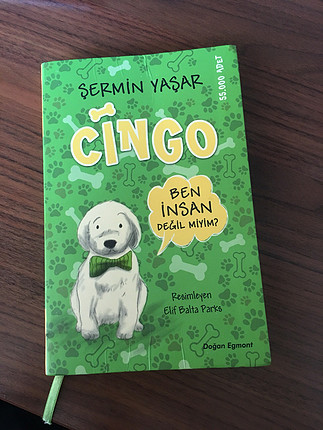 ŞERMİN YAŞAR
55.000 ADET
CİNGO
BEN
İNSAN
DEĞİL MİYİM?
Resimleyen
Elif Balta Parks
Doğan Egmont